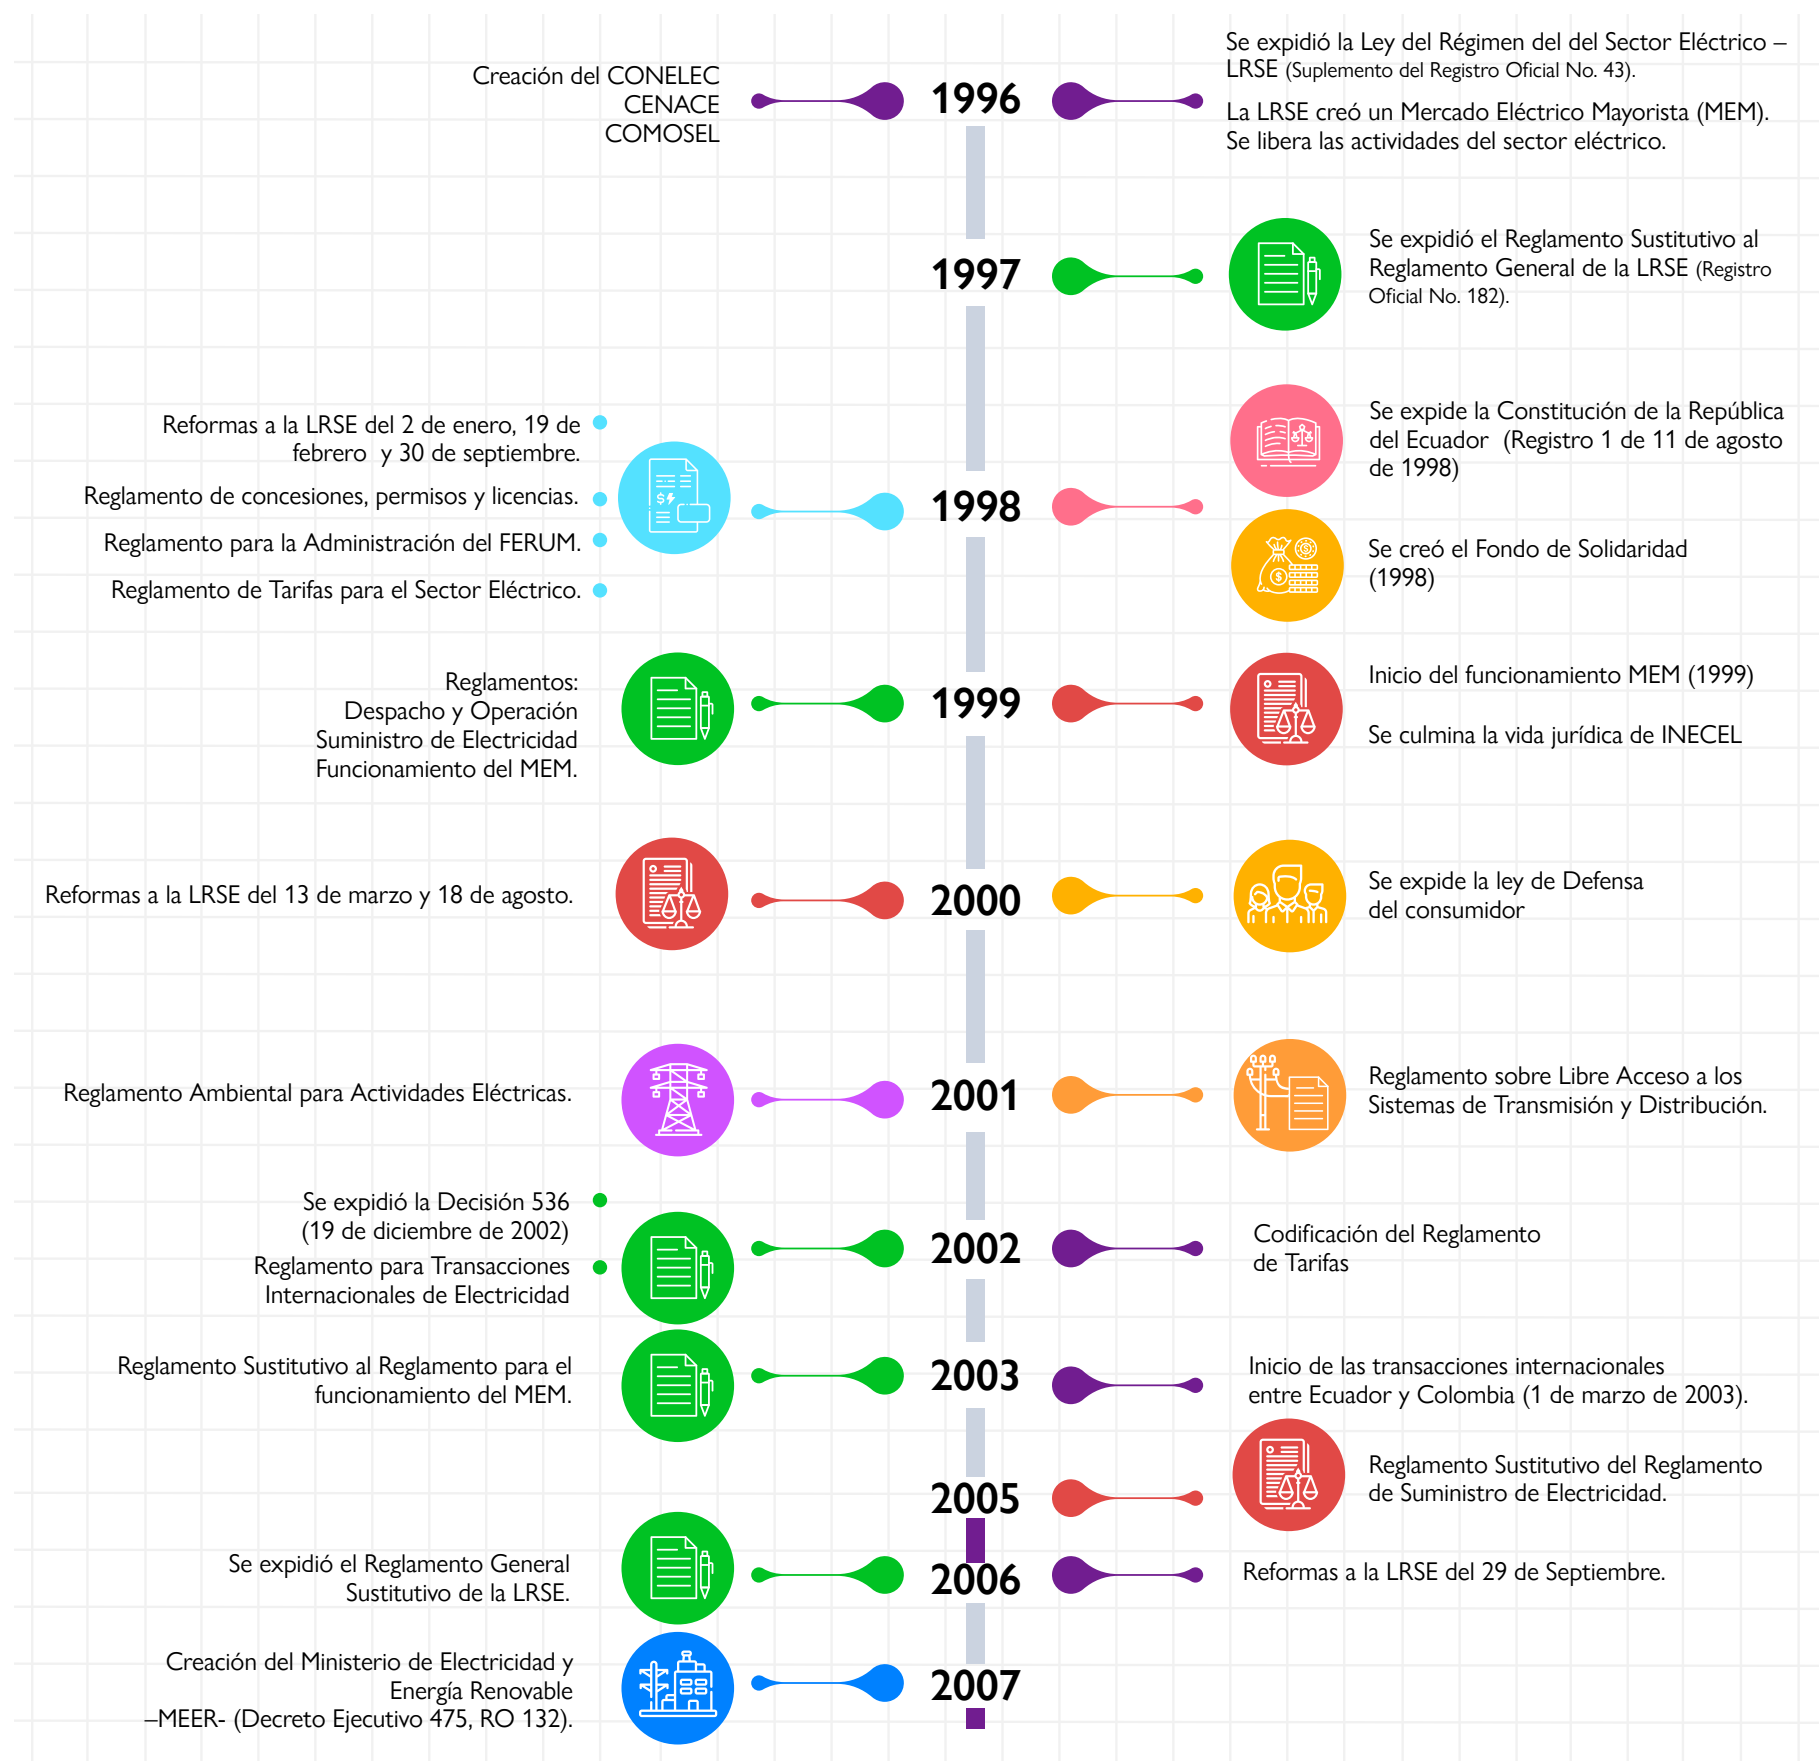 Creación del CONELEC
CENACE
COMOSEL
1996
Se expidió la Ley del Régimen del del Sector Eléctrico –
LRSE (Suplemento del Registro Oficial No. 43).
La LRSE creó un Mercado Eléctrico Mayorista (MEM).
Se libera las actividades del sector eléctrico.
1997
Se expidió el Reglamento Sustitutivo al
Reglamento General de la LRSE (Registro
Oficial No. 182).
Reformas a la LRSE del 2 de enero, 19 de
febrero y 30 de septiembre.
Reglamento de concesiones, permisos y licencias.
Reglamento para la Administración del FERUM.
Reglamento de Tarifas para el Sector Eléctrico.
1998
Se expide la Constitución de la República
del Ecuador (Registro 1 de 11 de agosto
de 1998)
Se creó el Fondo de Solidaridad
(1998)
Reglamentos:
Despacho y Operación
Suministro de Electricidad
Funcionamiento del MEM.
1999
Inicio del funcionamiento MEM (1999)
Se culmina la vida jurídica de INECEL
Reformas a la LRSE del 13 de marzo y 18 de agosto.
2000
Se expide la ley de Defensa
del consumidor
Reglamento Ambiental para Actividades Eléctricas.
2001
Reglamento sobre Libre Acceso a los
Sistemas de Transmisión y Distribución.
Se expidió la Decisión 536
(19 de diciembre de 2002)
Reglamento para Transacciones
Internacionales de Electricidad
2002
Codificación del Reglamento
de Tarifas
Reglamento Sustitutivo al Reglamento para el
funcionamiento del MEM.
2003
Inicio de las transacciones internacionales
entre Ecuador y Colombia (1 de marzo de 2003).
2005
Reglamento Sustitutivo del Reglamento
de Suministro de Electricidad.
Se expidió el Reglamento General
Sustitutivo de la LRSE.
2006
Reformas a la LRSE del 29 de Septiembre.
Creación del Ministerio de Electricidad y
Energía Renovable
–MEER- (Decreto Ejecutivo 475, RO 132).
2007